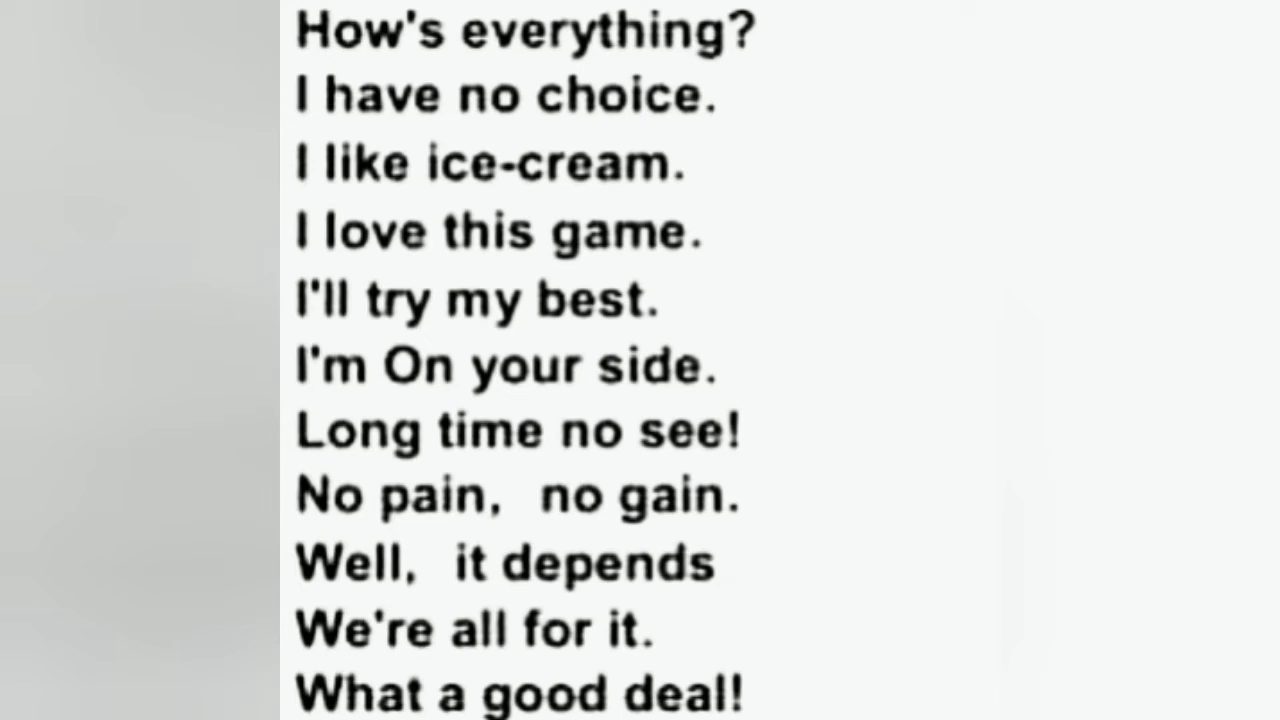 How's everything?
I have no choice.
I like ice-cream.
I love this game.
I'll try my best.
I'm On your side.
Long time no see!
No pain, no gain.
Well, it depends
We're all for it.
What a good deal!